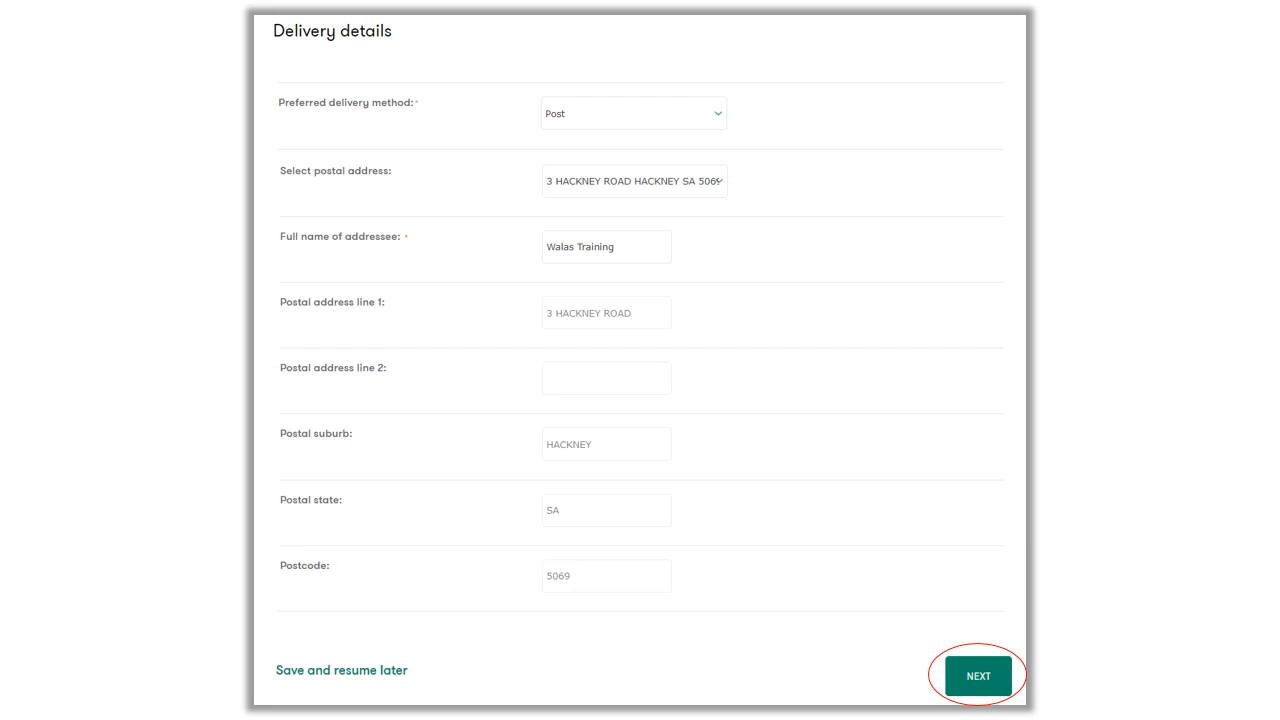 Delivery details
Preferred delivery method:*
Post
Select postal address:
3 HACKNEY ROAD HACKNEY SA 5069
Full name of addressee: *
Walas Training
Postal address line 1:
3 HACKNEY ROAD
Postal address line 2:
Postal suburb:
HACKNEY
Postal state:
SA
Postcode:
5069
Save and resume later
NEXT